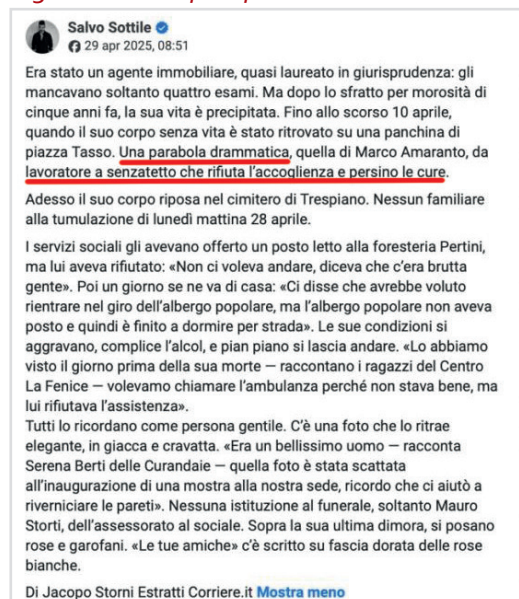 Salvo Sottile
29 apr 2025, 08:51
Era stato un agente immobiliare, quasi laureato in giurisprudenza: gli
mancavano soltanto quattro esami. Ma dopo lo sfratto per morosità di
cinque anni fa, la sua vita è precipitata. Fino allo scorso 10 aprile,
quando il suo corpo senza vita è stato ritrovato su una panchina di
piazza Tasso. Una parabola drammatica, quella di Marco Amaranto, da
lavoratore a senzatetto che rifiuta l'accoglienza e persino le cure.
Adesso il suo corpo riposa nel cimitero di Trespiano. Nessun familiare
alla tumulazione di lunedì mattina 28 aprile.
I servizi sociali gli avevano offerto un posto letto alla foresteria Pertini,
ma lui aveva rifiutato: «Non ci voleva andare, diceva che c'era brutta
gente». Poi un giorno se ne va di casa: «Ci disse che avrebbe voluto
rientrare nel giro dell'albergo popolare, ma l'albergo popolare non aveva
posto e quindi è finito a dormire per strada». Le sue condizioni si
aggravano, complice l'alcol, e pian piano si lascia andare. «Lo abbiamo
visto il giorno prima della sua morte — raccontano i ragazzi del Centro
La Fenice — volevamo chiamare l'ambulanza perché non stava bene, ma
lui rifiutava l'assistenza».
Tutti lo ricordano come persona gentile. C'è una foto che lo ritrae
elegante, in giacca e cravatta. «Era un bellissimo uomo — racconta
Serena Berti delle Curandaie — quella foto è stata scattata
all'inaugurazione di una mostra alla nostra sede, ricordo che ci aiutò a
riverniciare le pareti». Nessuna istituzione al funerale, soltanto Mauro
Storti, dell'assessorato al sociale. Sopra la sua ultima dimora, si posano
rose e garofani. «Le tue amiche» c'è scritto su fascia dorata delle rose
bianche.
Di Jacopo Storni Estratti Corriere.it Mostra meno